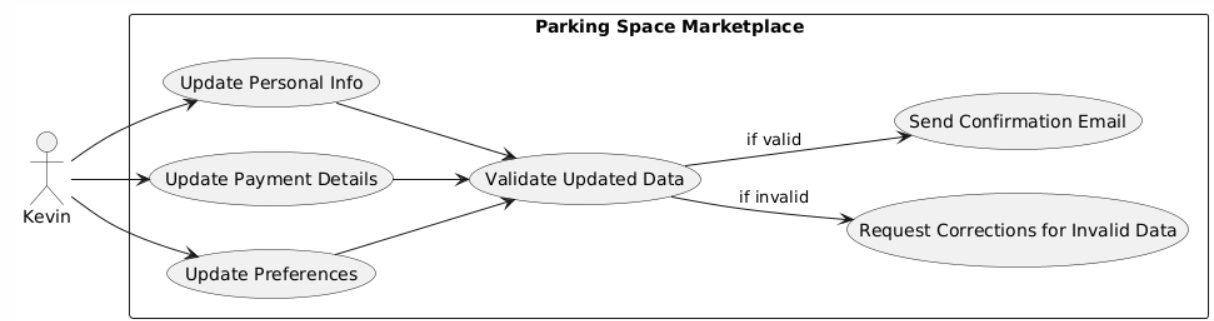 Parking Space Marketplace
Update Personal Info
Send Confirmation Email
if valid
Kevin
Update Payment Details
Validate Updated Data
if invalid
Request Corrections for Invalid Data
Update Preferences